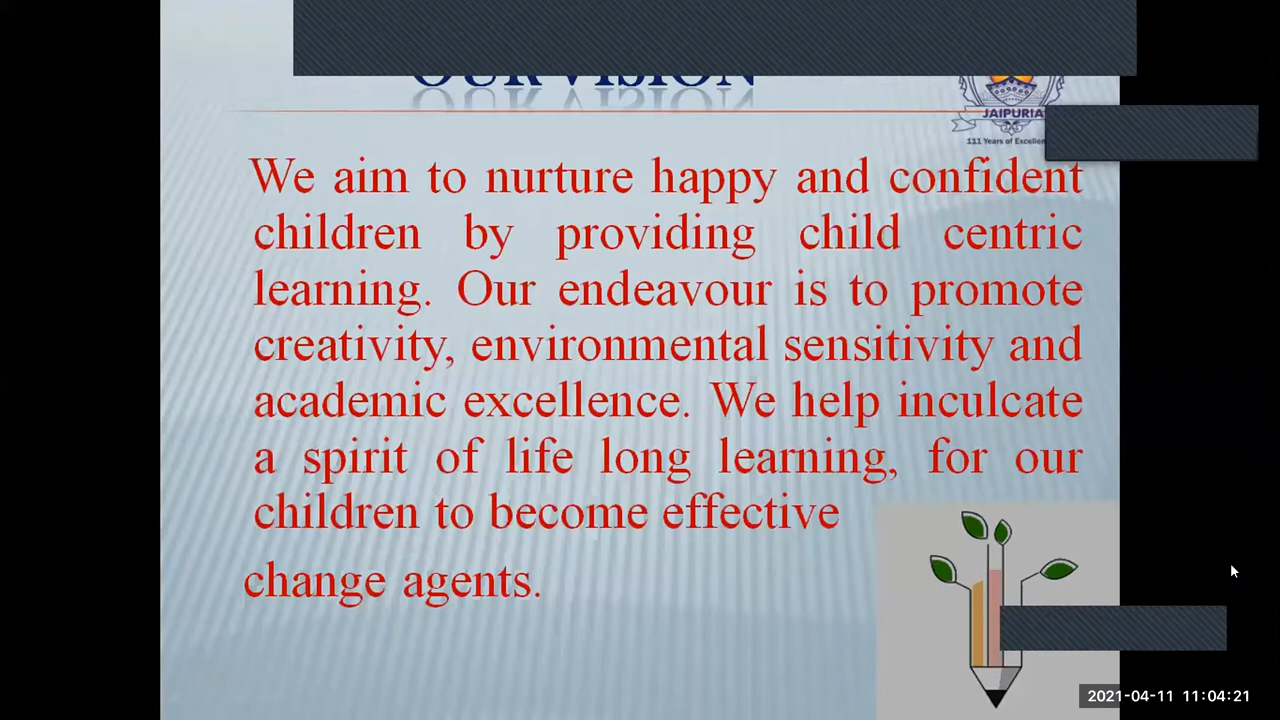 OUR VISION
JAIPURIA
111 Years of
We aim to nurture happy and confident
children by providing child centric
learning. Our endeavour is to promote
creativity, environmental sensitivity and
academic excellence. We help inculcate
a spirit of life long learning, for our
children to become effective
change agents.
2021-04-11 11:04:21